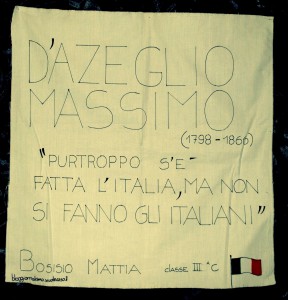 D'AZEGLIO
MASSIMO
(1798-1866)
"PURTROPPO S'È
FATTA L'ITALIA, MA NON
SI FANNO GLI ITALIANI"
BOSISIO MATTIA CLASSE III ^C